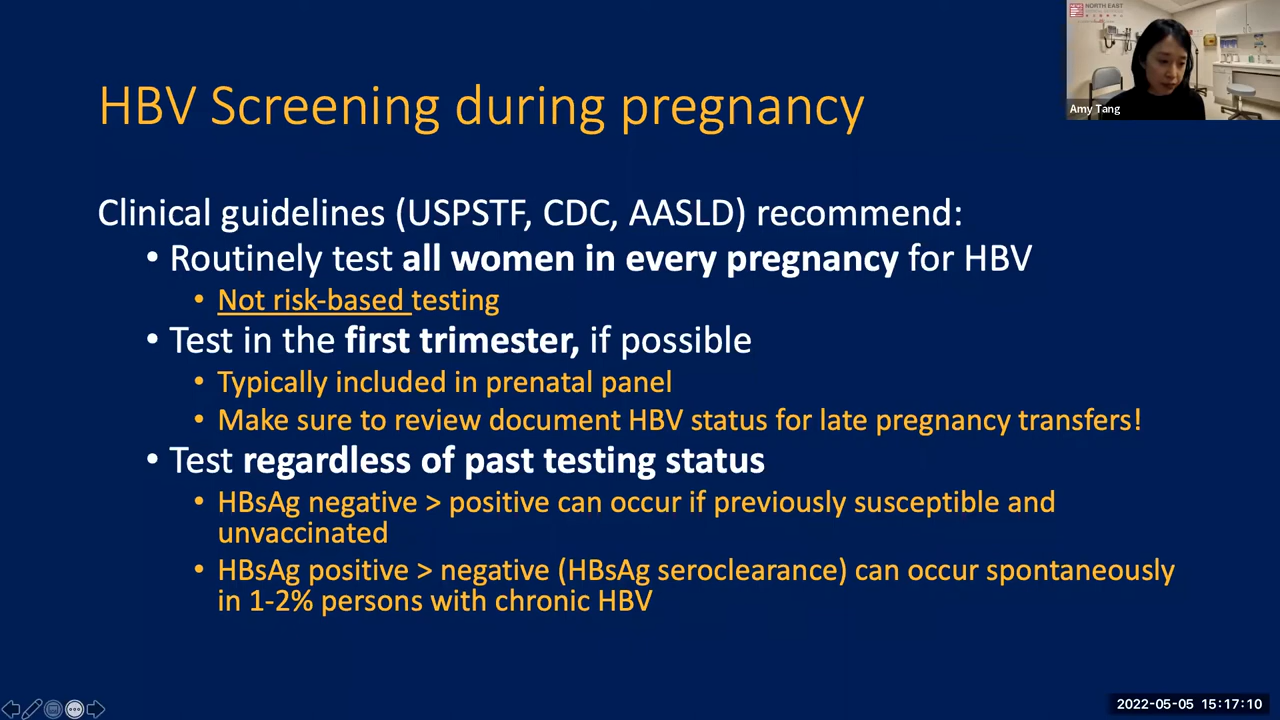 HBV Screening during pregnancy
Clinical guidelines (USPSTF, CDC, AASLD) recommend:
• Routinely test all women in every pregnancy for HBV
• Not risk-based testing
• Test in the first trimester, if possible
• Typically included in prenatal panel
• Make sure to review document HBV status for late pregnancy transfers!
• Test regardless of past testing status
• HBsAg negative > positive can occur if previously susceptible and
unvaccinated
• HBsAg positive > negative (HBsAg seroclearance) can occur spontaneously
in 1-2% persons with chronic HBV
NORTH EAST
Amy Tang
2022-05-05 15:17:10